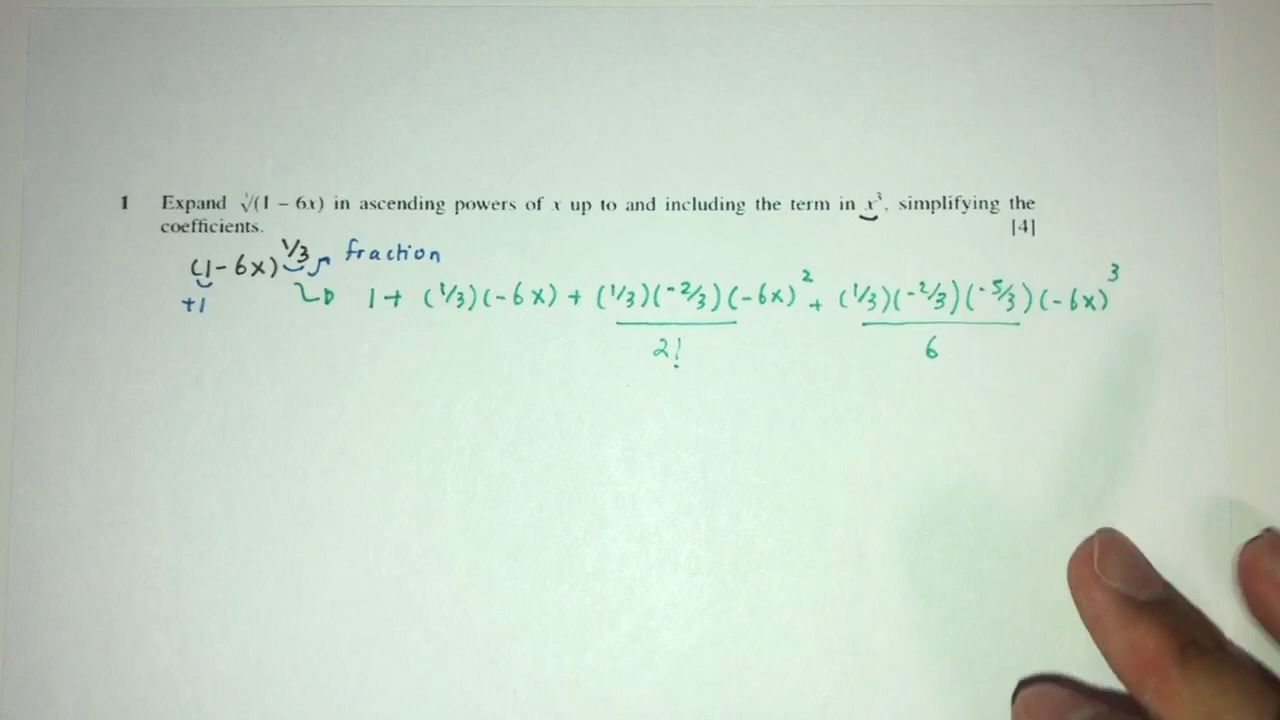 1 Expand ∛(1 – 6x) in ascending powers of x up to and including the term in x³, simplifying the
coefficients. [4]
(1-6x)^1/3 fraction
+1
1 + (1/3)(-6x) + (1/3)(-2/3)(-6x)² + (1/3)(-2/3)(-5/3)(-6x)³
2! 6